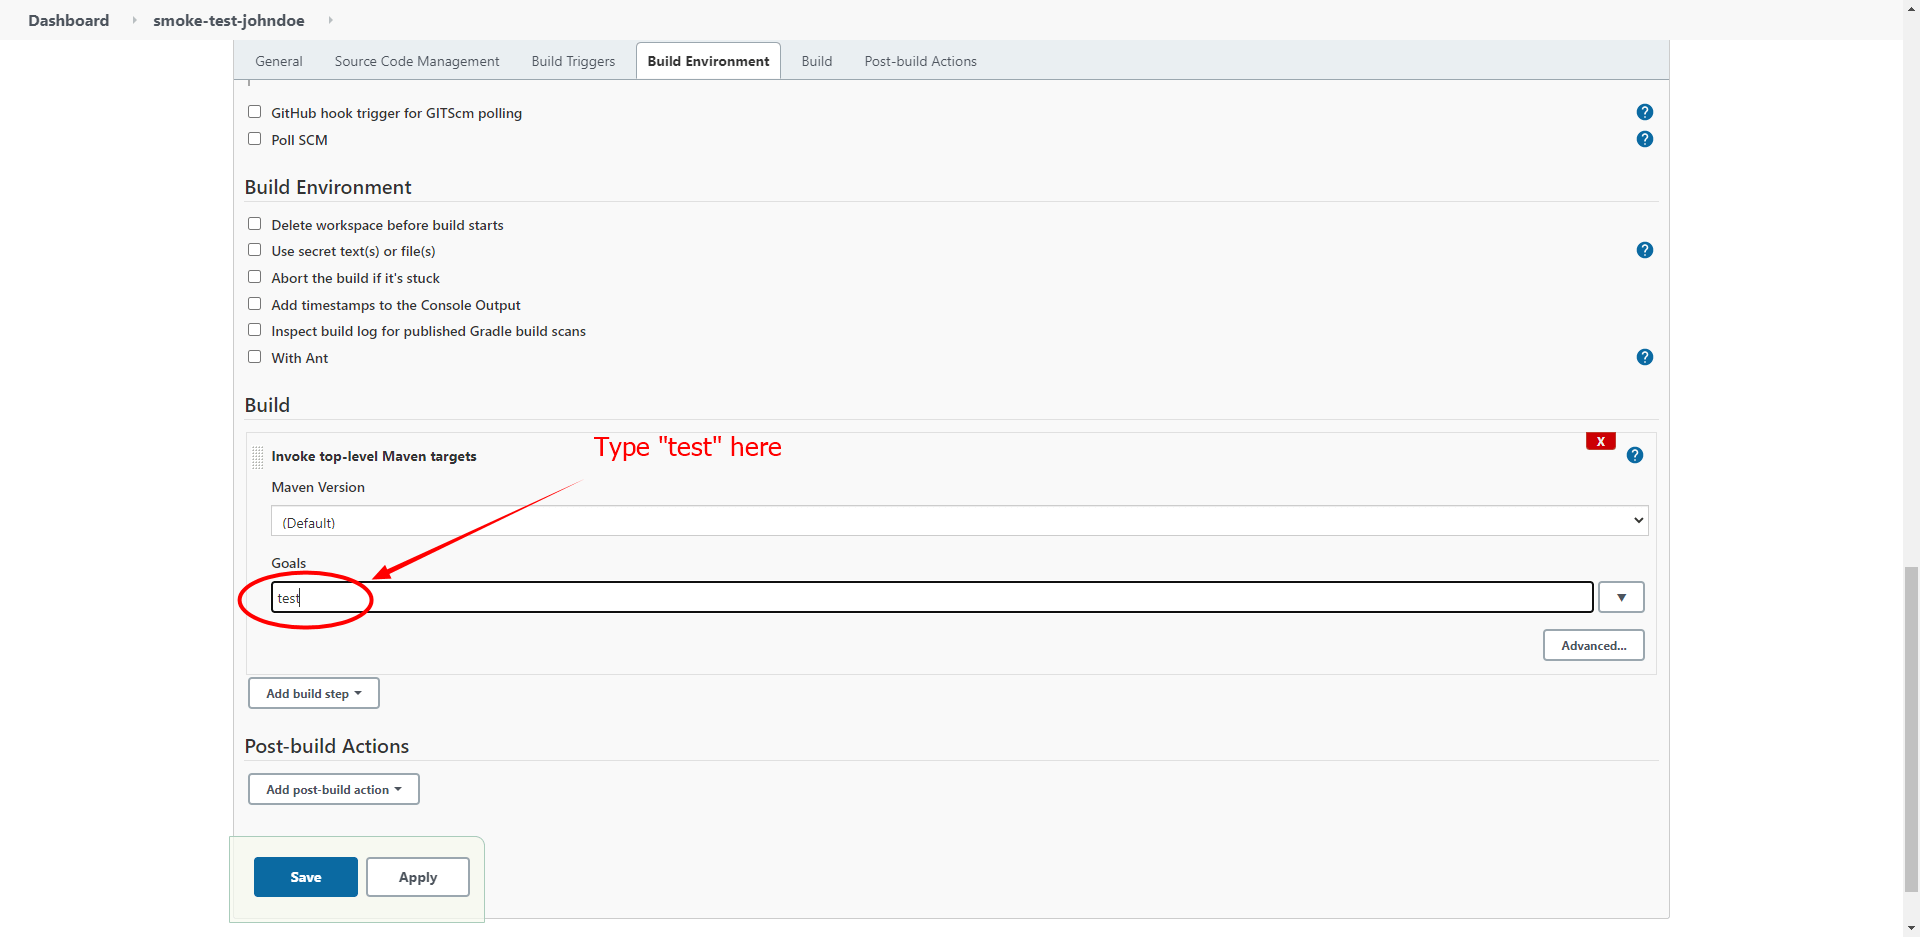 Dashboard smoke-test-johndoe
General Source Code Management Build Triggers Build Environment Build Post-build Actions
GitHub hook trigger for GITScm polling ?
Poll SCM ?
Build Environment
Delete workspace before build starts
Use secret text(s) or file(s) ?
Abort the build if it's stuck
Add timestamps to the Console Output
Inspect build log for published Gradle build scans
With Ant ?
Build
Type "test" here
X
Invoke top-level Maven targets ?
Maven Version
(Default)
Goals
test
Advanced...
Add build step
Post-build Actions
Add post-build action
Save Apply